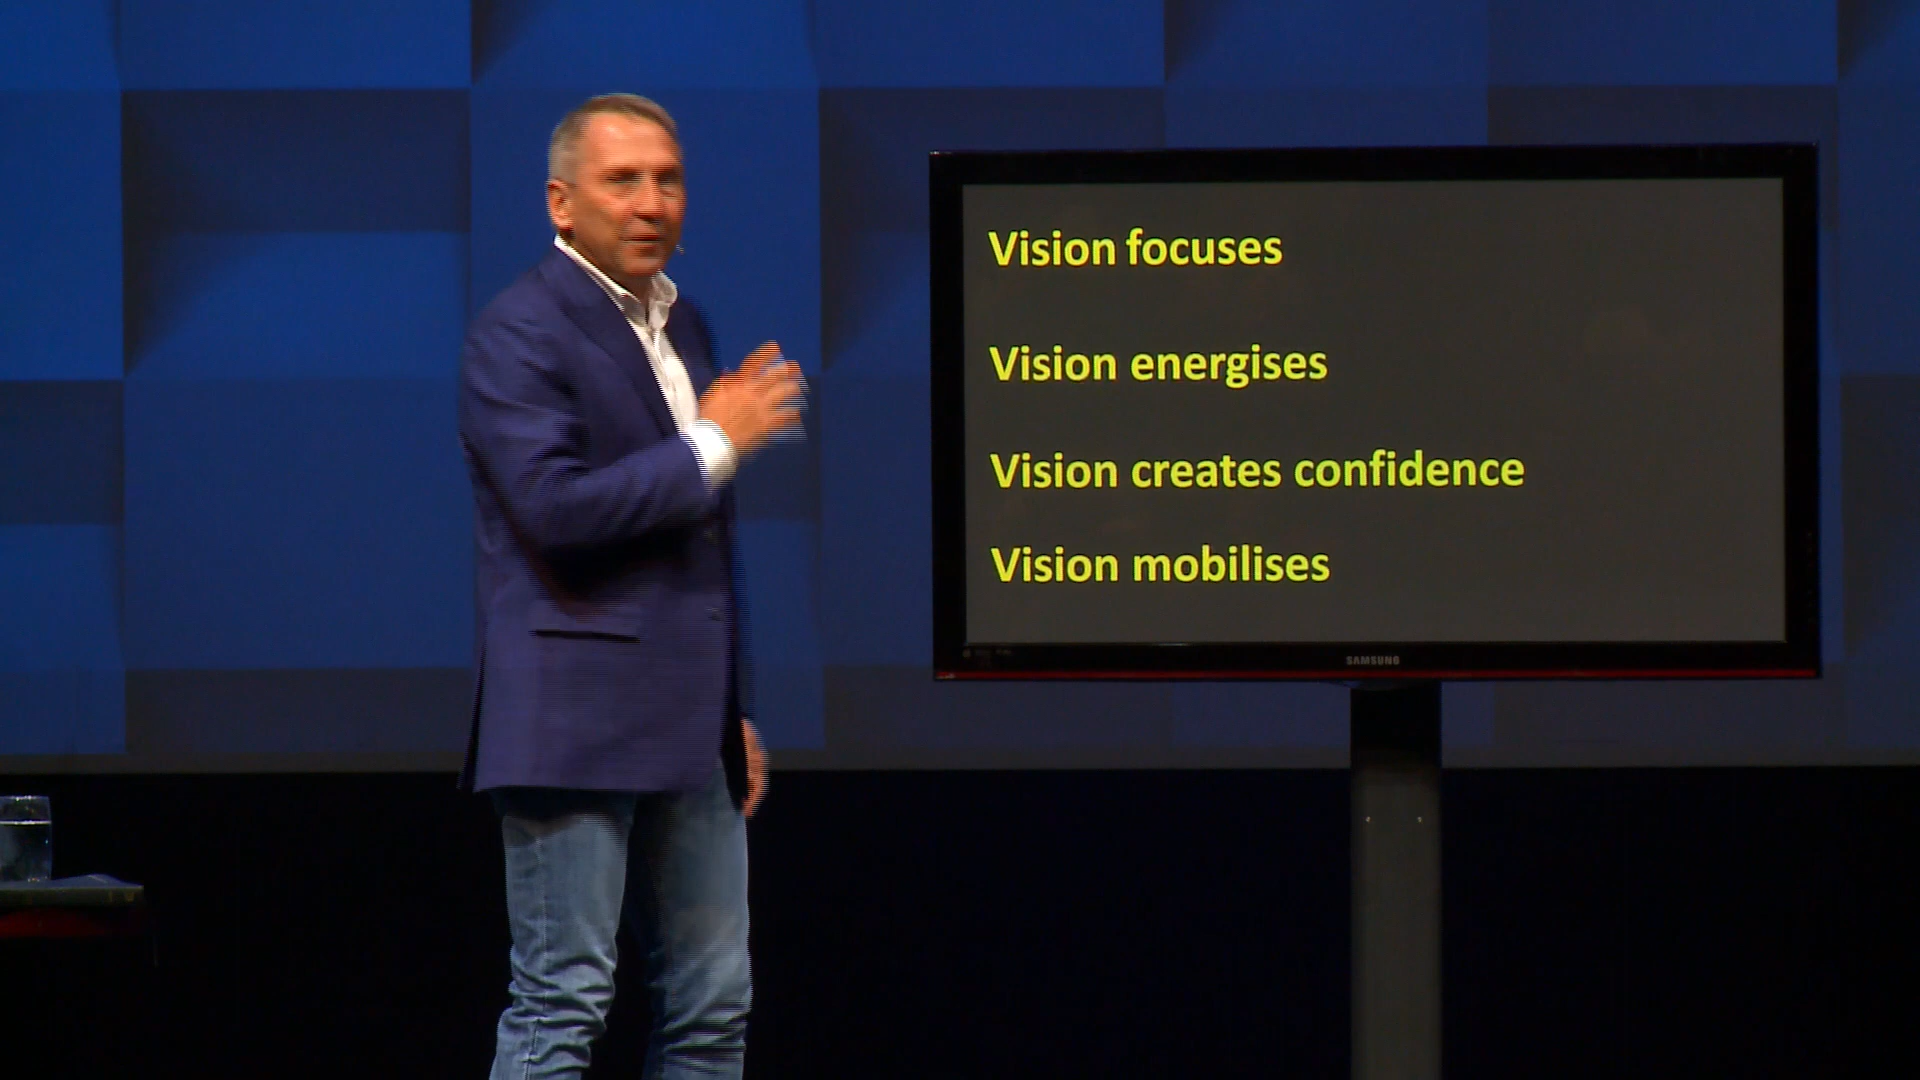 Vision focuses
Vision energises
Vision creates confidence
Vision mobilises
SAMSUNG